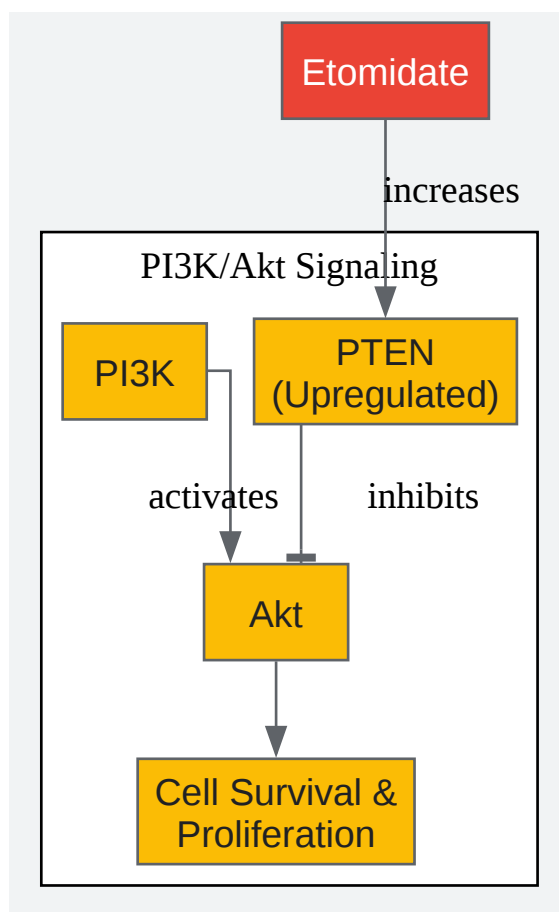 Etomidate
increases
PI3K/Akt Signaling
PI3K
PTEN
(Upregulated)
activates
inhibits
Akt
Cell Survival &
Proliferation